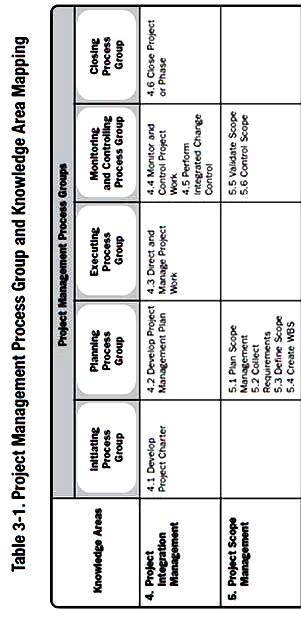 Table 3-1. Project Management Process Group and Knowledge Area Mapping
Project Management Process Groups
Knowledge Areas
Initiating
Process
Group
Planning
Process
Group
Executing
Process
Group
Monitoring
and Controlling
Process Group
Closing
Process
Group
4. Project
Integration
Management
4.1 Develop
Project Charter
4.2 Develop Project
Management Plan
4.3 Direct and
Manage Project
Work
4.4 Monitor and
Control Project
Work
4.5 Perform
Integrated Change
Control
4.6 Close Project
or Phase
5. Project Scope
Management
5.1 Plan Scope
Management
5.2 Collect
Requirements
5.3 Define Scope
5.4 Create WBS
5.5 Validate Scope
5.6 Control Scope